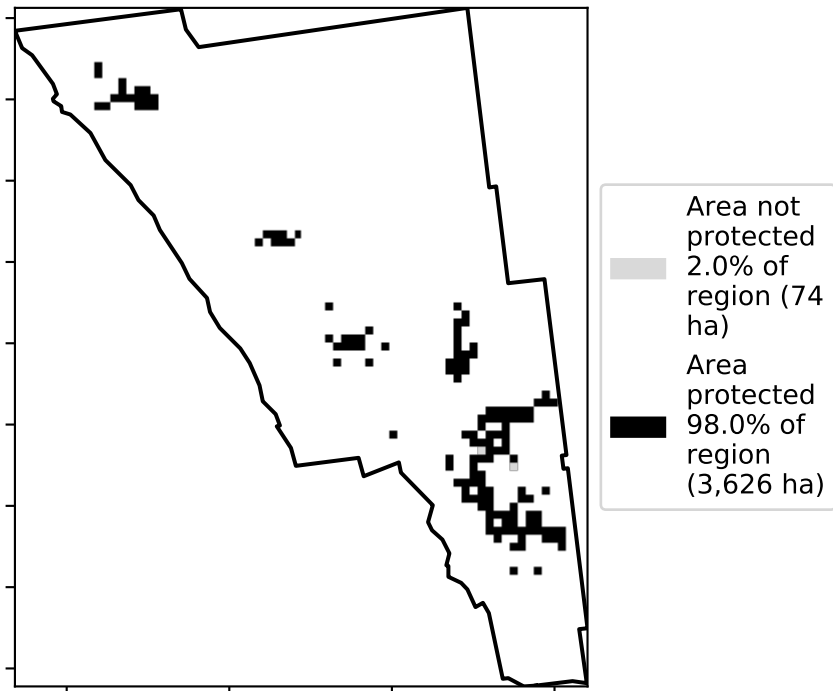 Area not
protected
2.0% of
region (74
ha)
Area
protected
98.0% of
region
(3,626 ha)